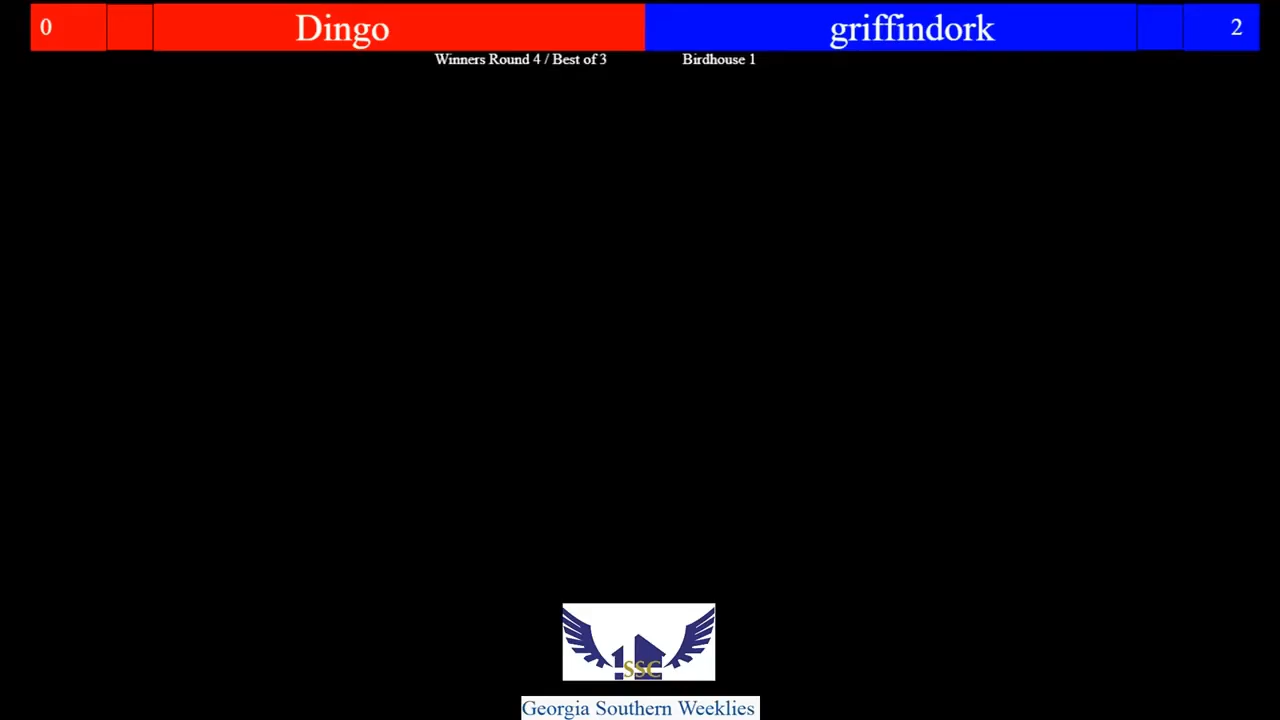 0 Dingo griffindork 2
Winners Round 4 / Best of 3 Birdhouse 1
SSC
Georgia Southern Weeklies